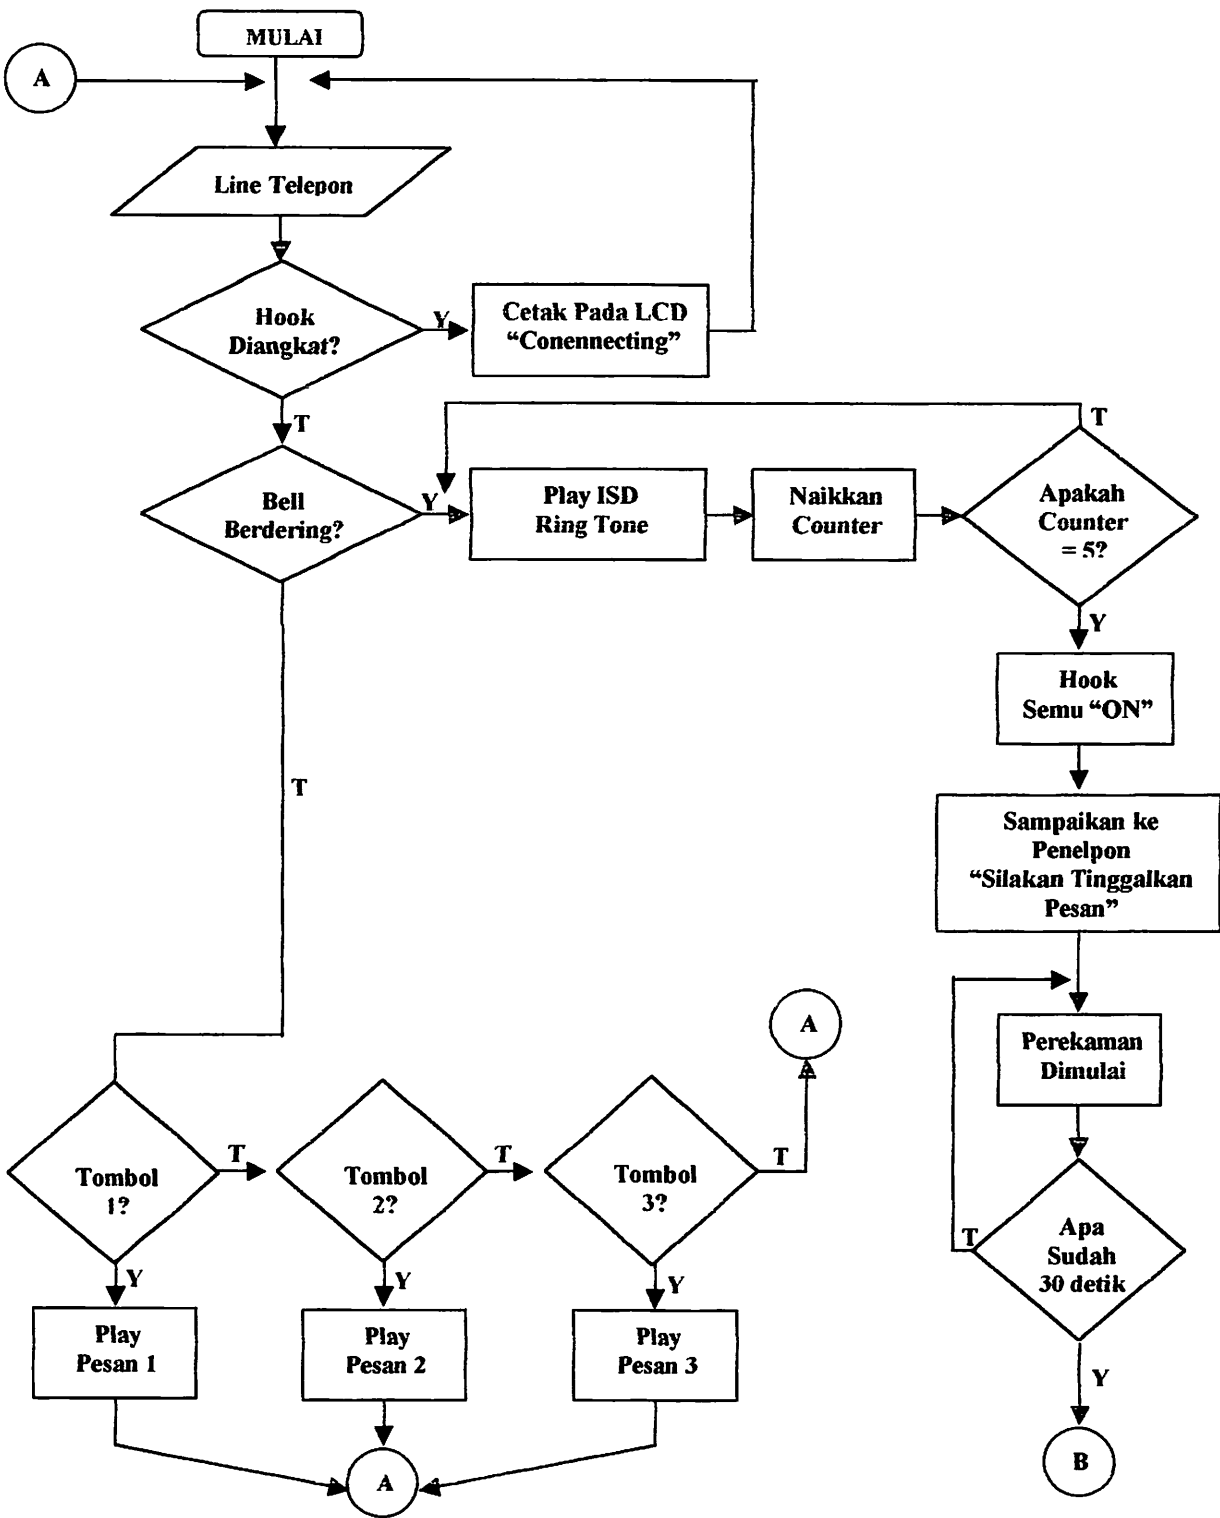 MULAI
A
Line Telepon
Hook
Diangkat?
Y
Cetak Pada LCD
“Conennecting”
T
Bell
Berdering?
Y
Play ISD
Ring Tone
Naikkan
Counter
T
Apakah
Counter
= 5?
Y
Hook
Semu “ON”
Sampaikan ke
Penelpon
“Silakan Tinggalkan
Pesan”
Perekaman
Dimulai
T
Apa
Sudah
30 detik
Y
B
T
Tombol
1?
T
Tombol
2?
T
Tombol
3?
T
A
Y
Y
Y
Play
Pesan 1
Play
Pesan 2
Play
Pesan 3
A